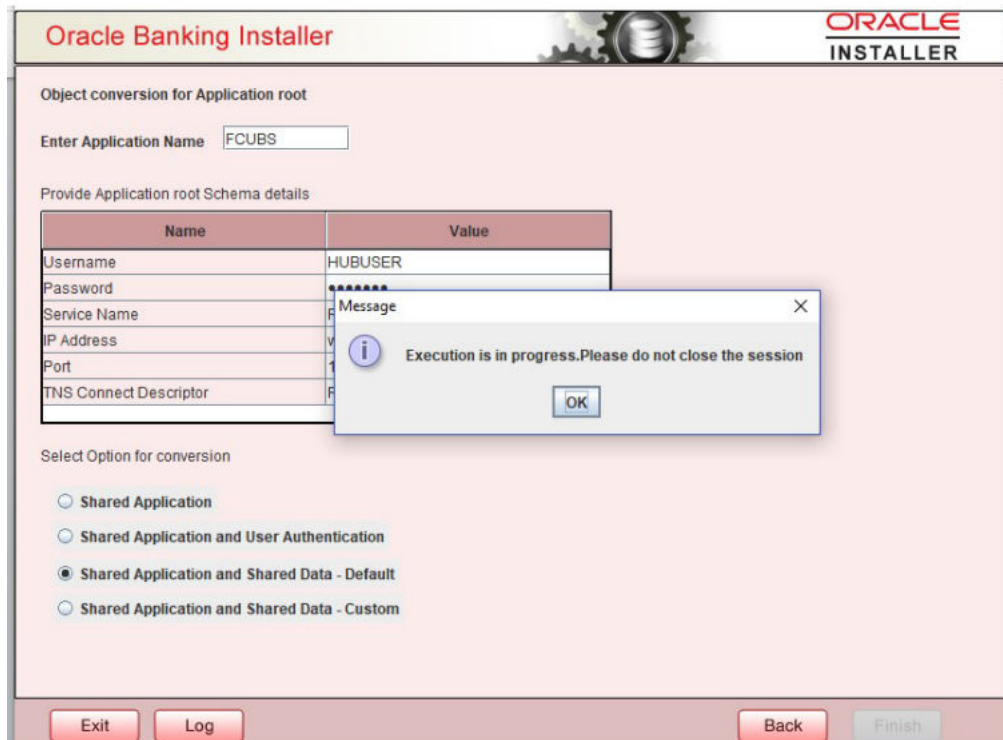 Oracle Banking Installer
ORACLE
INSTALLER
Object conversion for Application root
Enter Application Name FCUBS
Provide Application root Schema details
Name Value
Username HUBUSER
Password •••••••
Service Name
IP Address
Port
TNS Connect Descriptor
Message
Execution is in progress.Please do not close the session
OK
Select Option for conversion
Shared Application
Shared Application and User Authentication
Shared Application and Shared Data - Default
Shared Application and Shared Data - Custom
Exit Log Back Finish